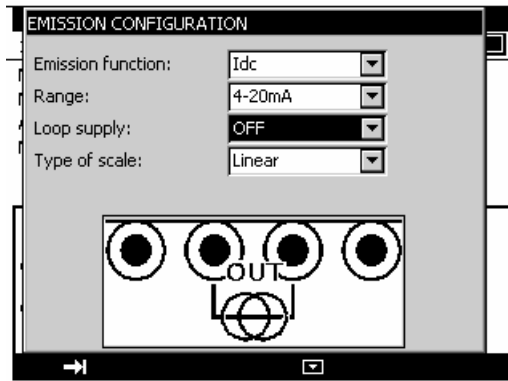 EMISSION CONFIGURATION
Emission function: Idc
Range: 4-20mA
Loop supply: OFF
Type of scale: Linear
OUT